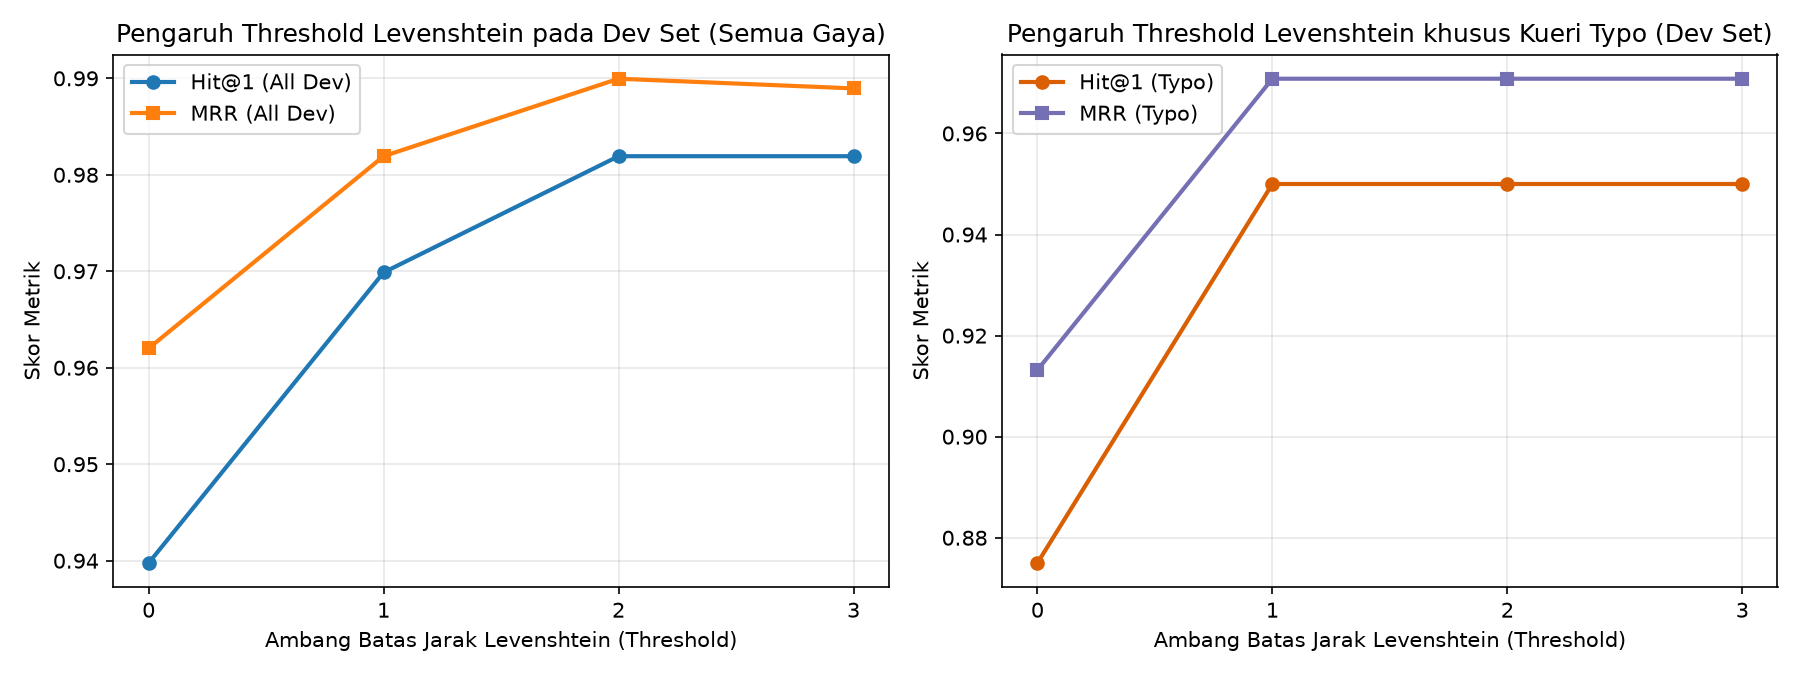 Pengaruh Threshold Levenshtein pada Dev Set (Semua Gaya)
Hit@1 (All Dev)
MRR (All Dev)
Skor Metrik
0.99
0.98
0.97
0.96
0.95
0.94
0 1 2 3
Ambang Batas Jarak Levenshtein (Threshold)
Pengaruh Threshold Levenshtein khusus Kueri Typo (Dev Set)
Hit@1 (Typo)
MRR (Typo)
Skor Metrik
0.96
0.94
0.92
0.90
0.88
0 1 2 3
Ambang Batas Jarak Levenshtein (Threshold)